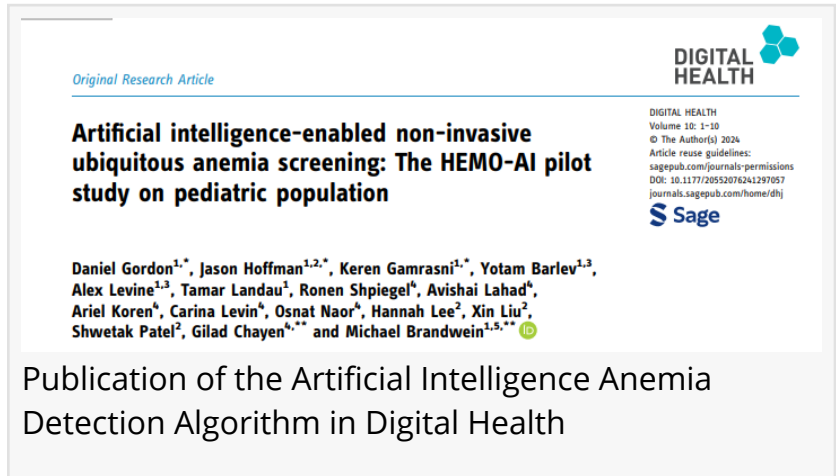 Original Research Article
DIGITAL
HEALTH
Artificial intelligence-enabled non-invasive
ubiquitous anemia screening: The HEMO-AI pilot
study on pediatric population
DIGITAL HEALTH
Volume 10: 1-10
© The Author(s) 2024
Article reuse guidelines:
sagepub.com/journals-permissions
DOI: 10.1177/20552076241297057
journals.sagepub.com/home/dhj
Sage
Daniel Gordon1,*, Jason Hoffman1,2,*, Keren Gamrasni1,*, Yotam Barlev1,3,
Alex Levine1,3, Tamar Landau1, Ronen Shpiegel4, Avishai Lahad4,
Ariel Koren4, Carina Levin4, Osnat Naor4, Hannah Lee2, Xin Liu2,
Shwetak Patel2, Gilad Chayen4,** and Michael Brandwein1,5,** iD
Publication of the Artificial Intelligence Anemia
Detection Algorithm in Digital Health